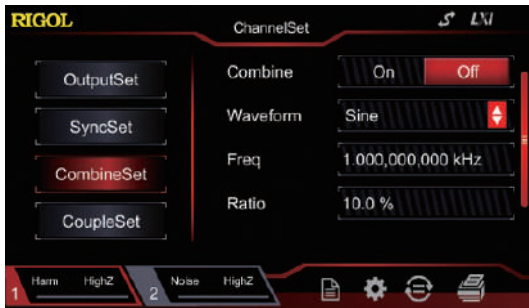 RIGOL
ChannelSet
LXI
OutputSet
SyncSet
CombineSet
CoupleSet
Combine On Off
Waveform Sine
Freq 1.000,000,000 kHz
Ratio 10.0 %
1 Harm HighZ
2 Noise HighZ